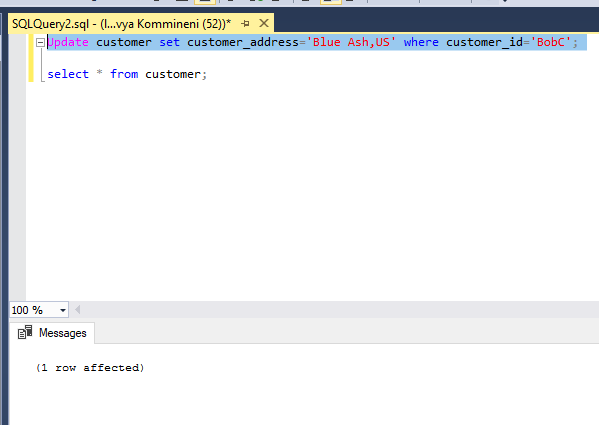 SQLQuery2.sql - (l...vya Kommineni (52))*
Update customer set customer_address='Blue Ash,US' where customer_id='BobC';
select * from customer;
100 %
Messages
(1 row affected)